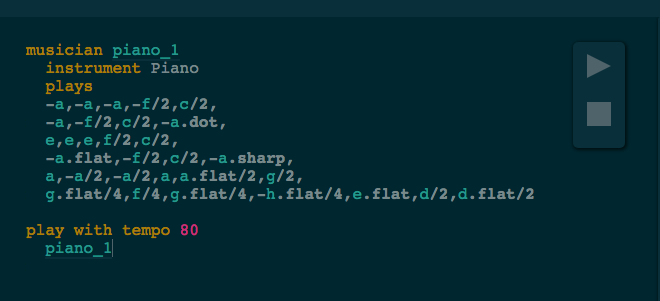 musician piano_1
instrument Piano
plays
-a,-a,-a,-f/2,c/2,
-a,-f/2,c/2,-a.dot,
e,e,e,f/2,c/2,
-a.flat,-f/2,c/2,-a.sharp,
a,-a/2,-a/2,a,a.flat/2,g/2,
g.flat/4,f/4,g.flat/4,-h.flat/4,e.flat,d/2,d.flat/2
play with tempo 80
piano_1